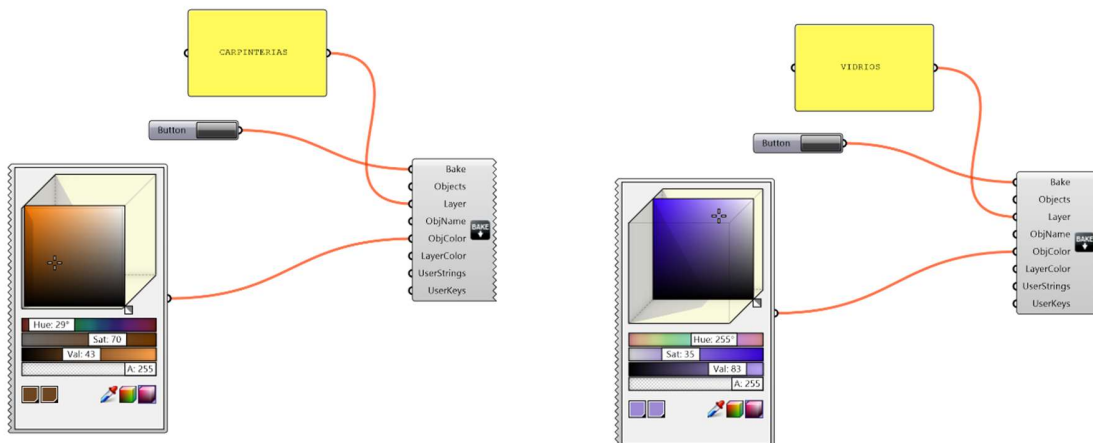 CARPINTERIAS
Button
Bake
Objects
Layer
ObjName
ObjColor
LayerColor
UserStrings
UserKeys
BAKE
Hue: 29°
Sat: 70
Val: 43
A: 255
VIDRIOS
Button
Bake
Objects
Layer
ObjName
ObjColor
LayerColor
UserStrings
UserKeys
BAKE
Hue: 255°
Sat: 35
Val: 83
A: 255